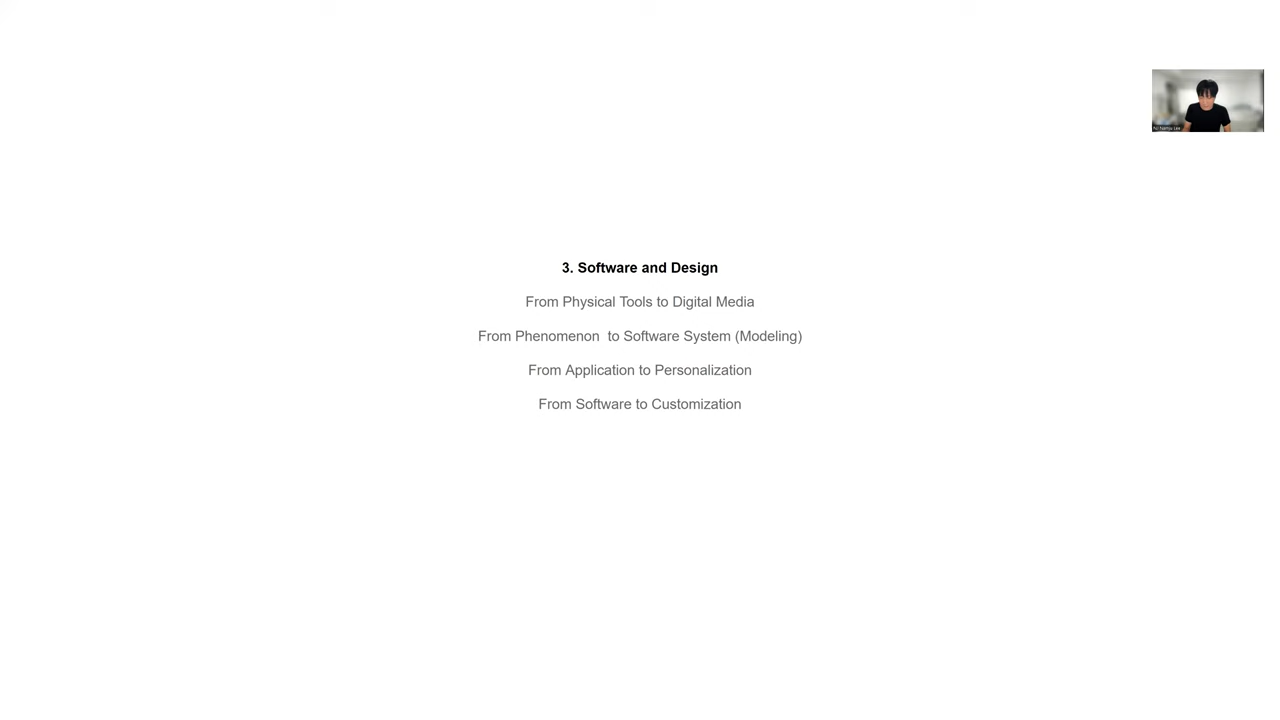 3. Software and Design
From Physical Tools to Digital Media
From Phenomenon  to Software System (Modeling)
From Application to Personalization
From Software to Customization